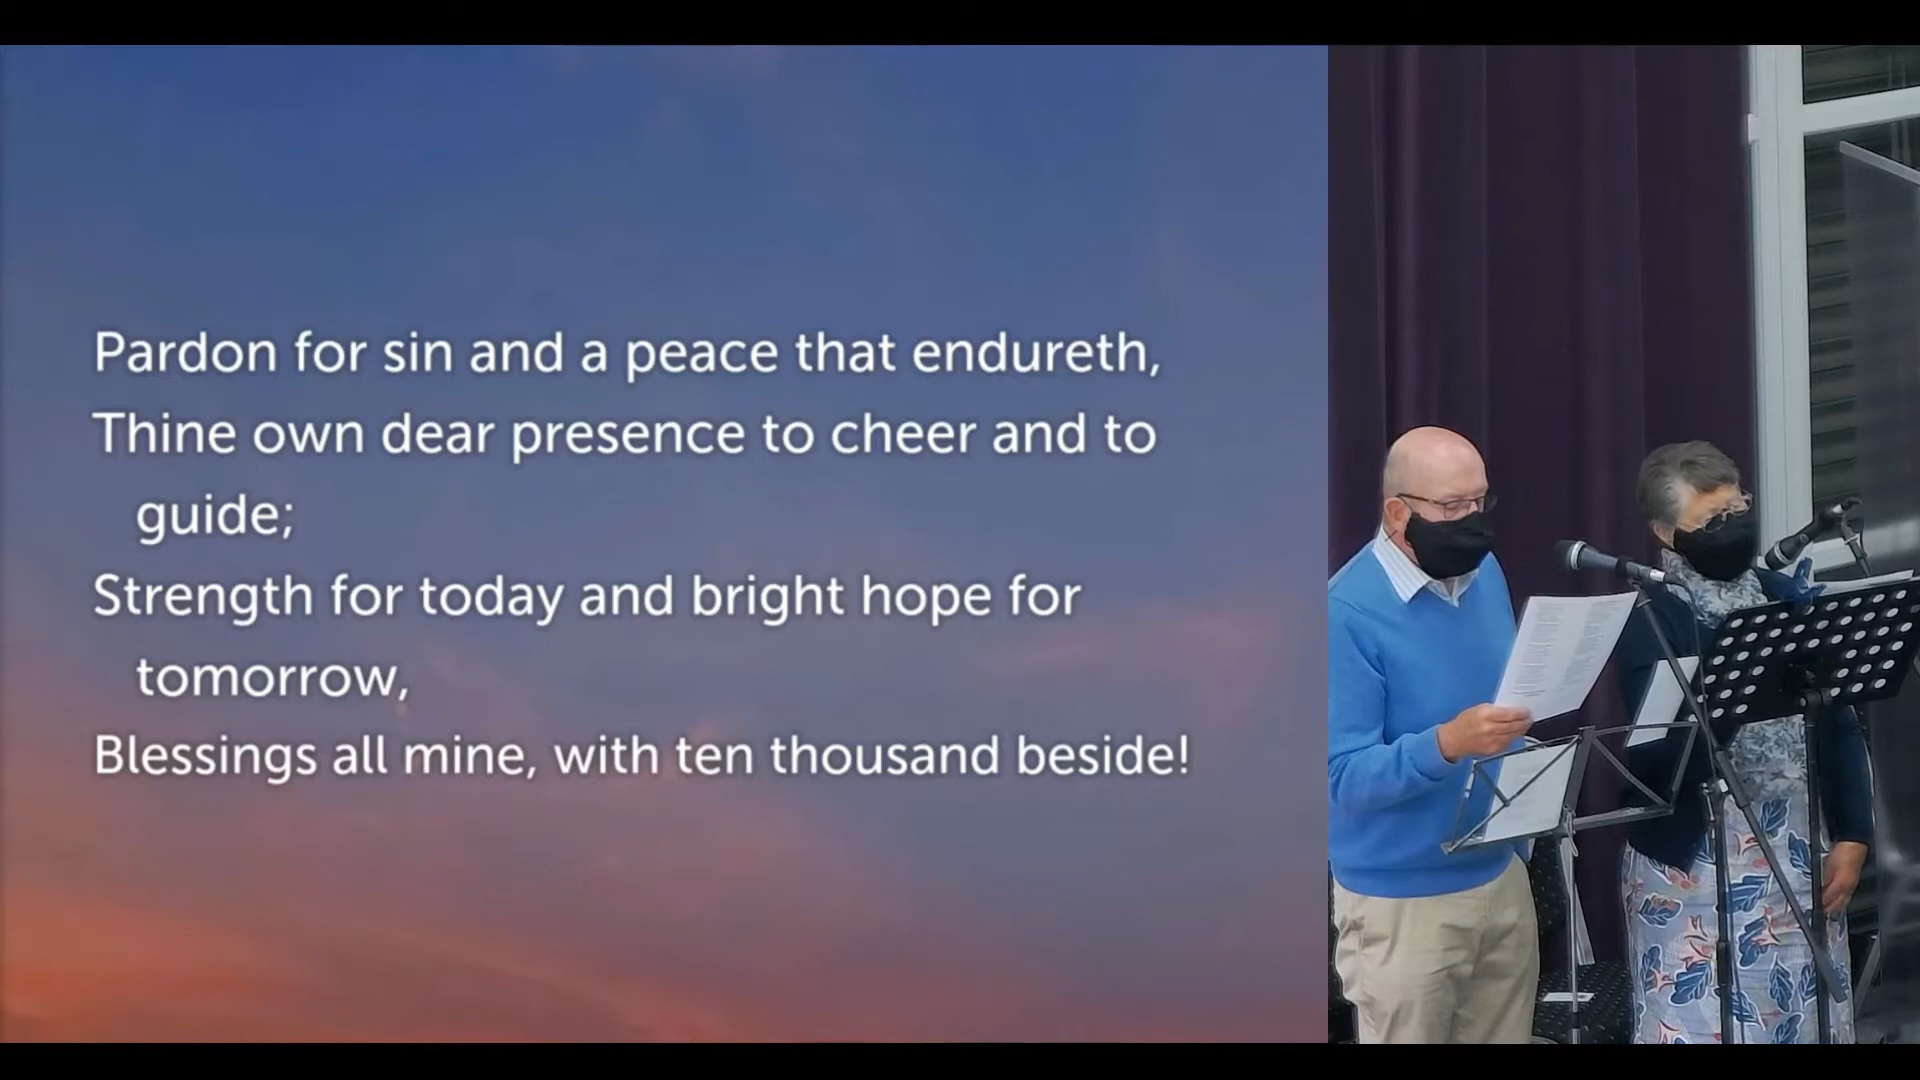 Pardon for sin and a peace that endureth,
Thine own dear presence to cheer and to
guide;
Strength for today and bright hope for
tomorrow,
Blessings all mine, with ten thousand beside!